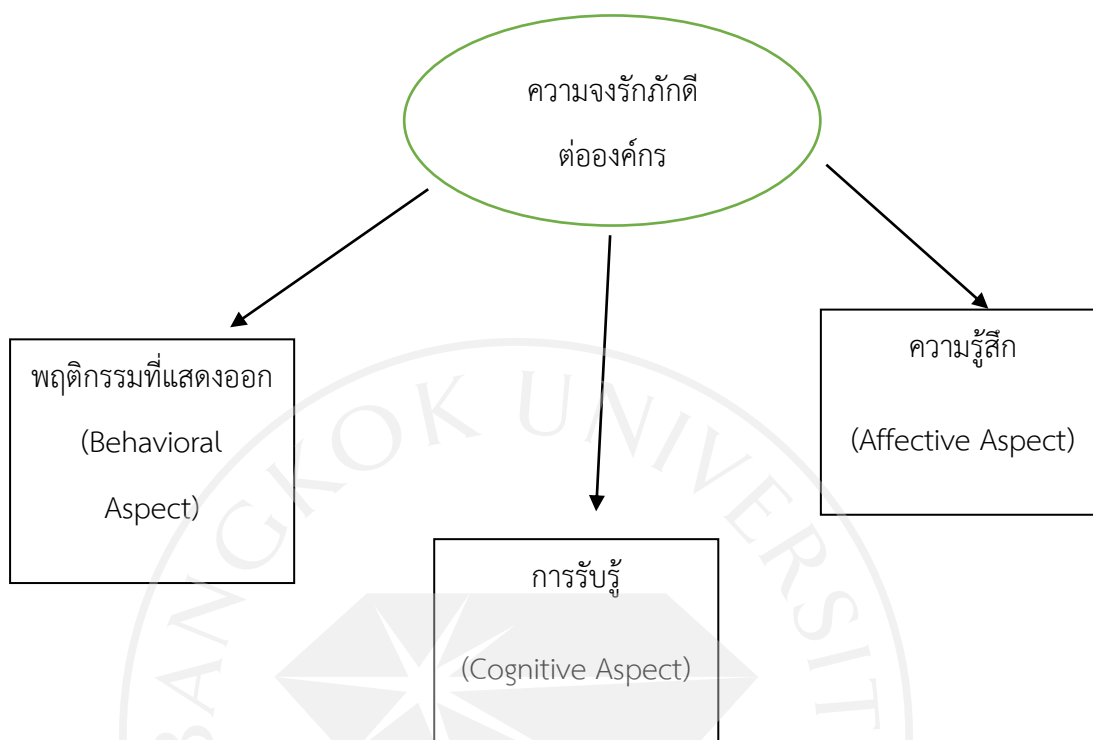 ความจงรักภักดี
ต่อองค์กร
พฤติกรรมที่แสดงออก
(Behavioral
Aspect)
การรับรู้
(Cognitive Aspect)
ความรู้สึก
(Affective Aspect)
BANGKOK UNIVERSIT